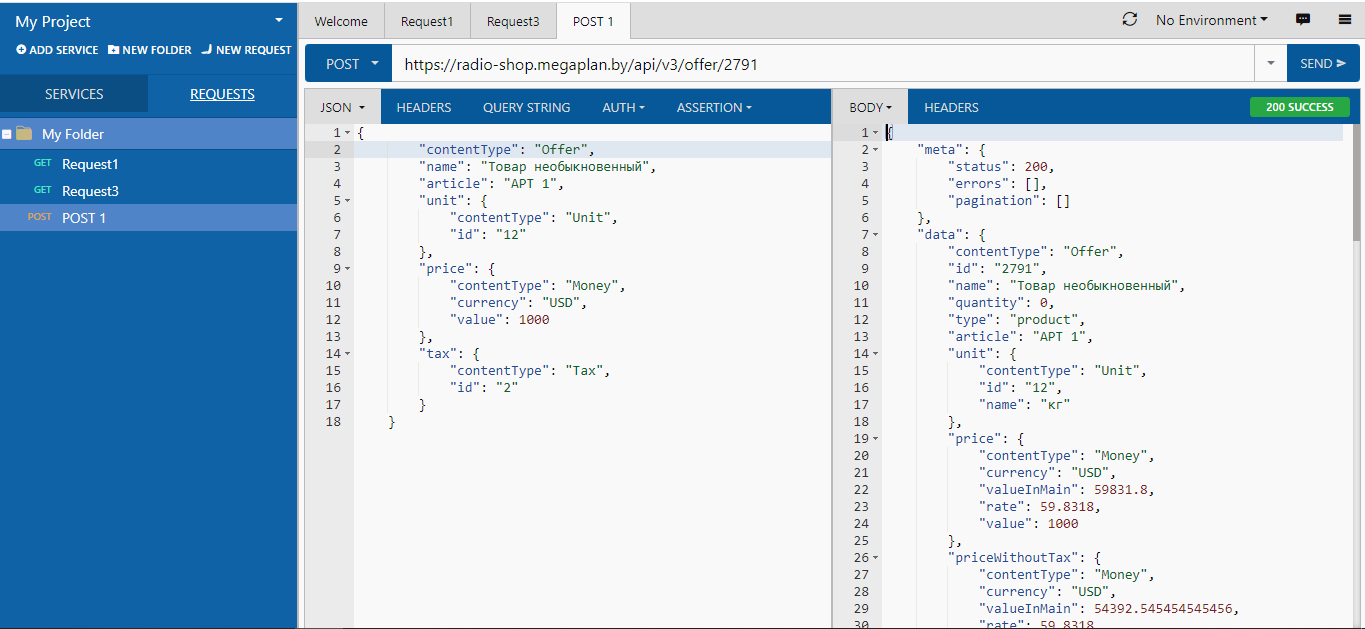 My Project
ADD SERVICE NEW FOLDER NEW REQUEST
SERVICES REQUESTS
My Folder
GET Request1
GET Request3
POST POST 1
Welcome Request1 Request3 POST 1
No Environment
POST https://radio-shop.megaplan.by/api/v3/offer/2791 SEND
JSON HEADERS QUERY STRING AUTH ASSERTION
1 {
2 "contentType": "Offer",
3 "name": "Товар необыкновенный",
4 "article": "АРТ 1",
5 "unit": {
6 "contentType": "Unit",
7 "id": "12"
8 },
9 "price": {
10 "contentType": "Money",
11 "currency": "USD",
12 "value": 1000
13 },
14 "tax": {
15 "contentType": "Tax",
16 "id": "2"
17 }
18 }
BODY HEADERS 200 SUCCESS
1 {
2 "meta": {
3 "status": 200,
4 "errors": [],
5 "pagination": []
6 },
7 "data": {
8 "contentType": "Offer",
9 "id": "2791",
10 "name": "Товар необыкновенный",
11 "quantity": 0,
12 "type": "product",
13 "article": "АРТ 1",
14 "unit": {
15 "contentType": "Unit",
16 "id": "12",
17 "name": "кг"
18 },
19 "price": {
20 "contentType": "Money",
21 "currency": "USD",
22 "valueInMain": 59831.8,
23 "rate": 59.8318,
24 "value": 1000
25 },
26 "priceWithoutTax": {
27 "contentType": "Money",
28 "currency": "USD",
29 "valueInMain": 54392.545454545456,
30 "rate": 59.8318